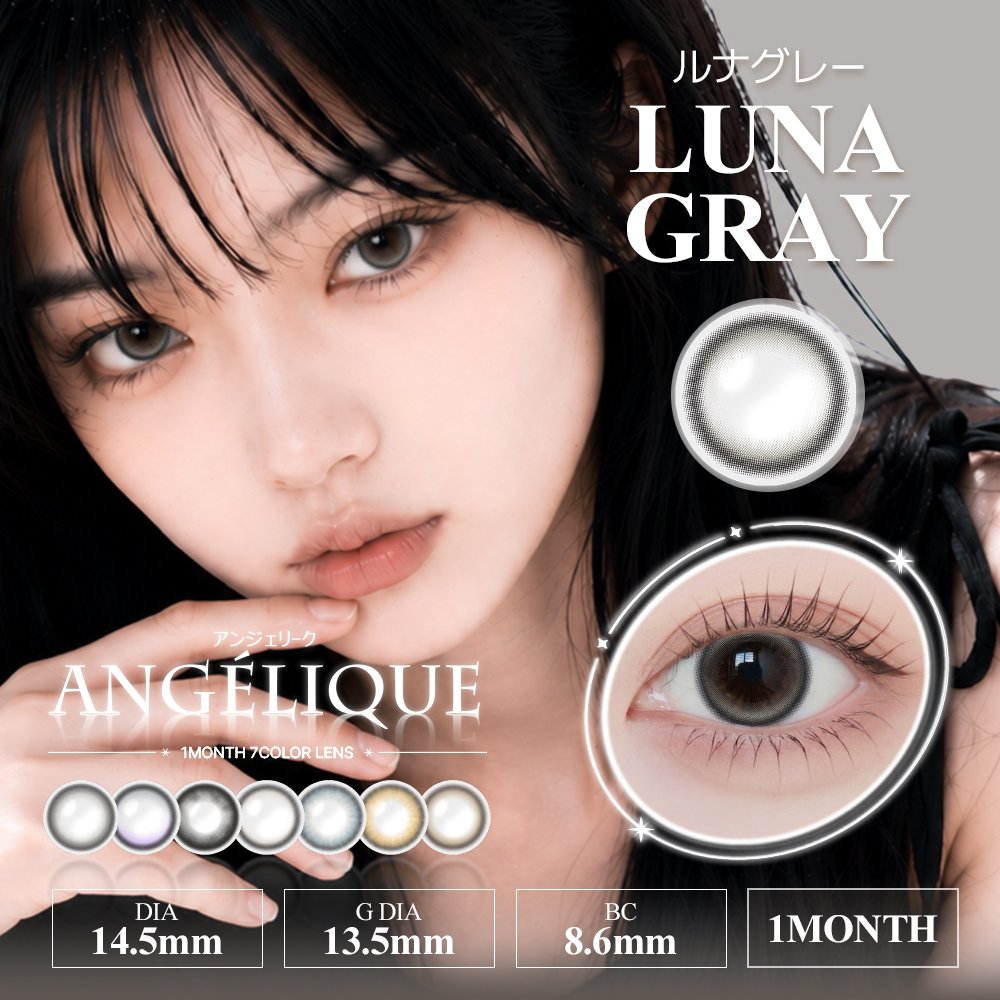 ルナグレー
LUNA
GRAY
アンジェリーク
ANGÉLIQUE
1MONTH 7COLOR LENS
DIA
14.5mm
G DIA
13.5mm
BC
8.6mm
1MONTH